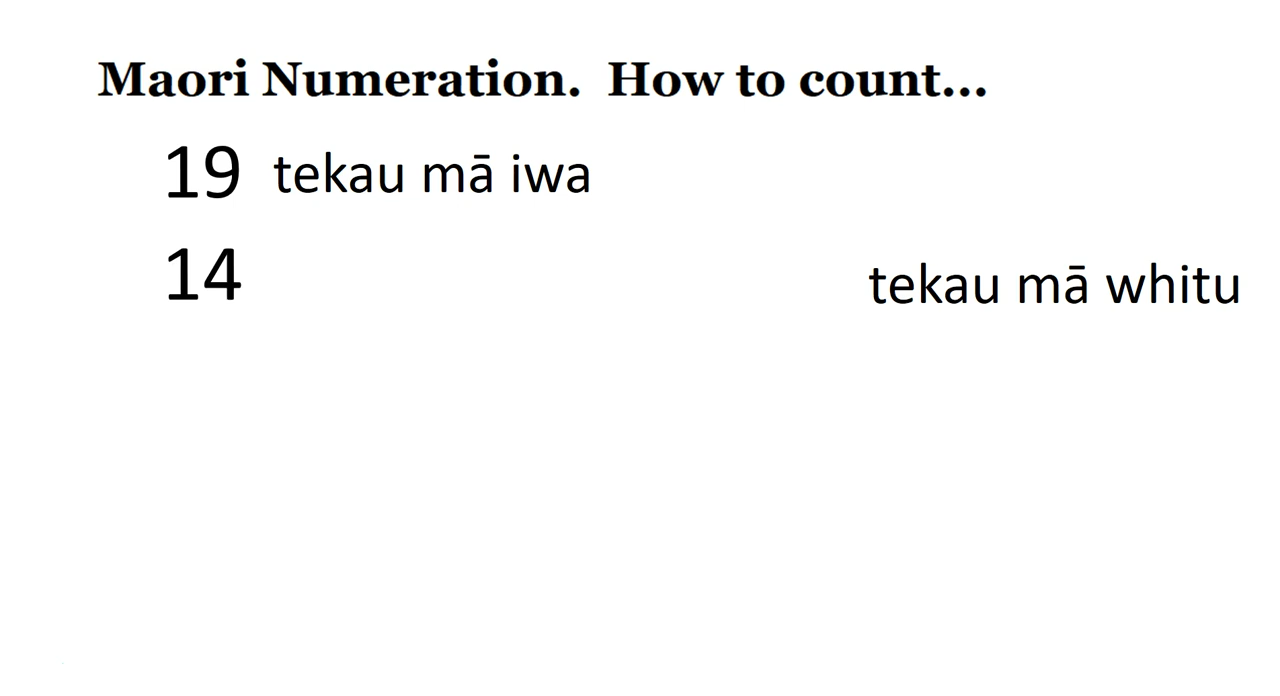 Maori Numeration. How to count...
19 tekau mā iwa
14 tekau mā whitu